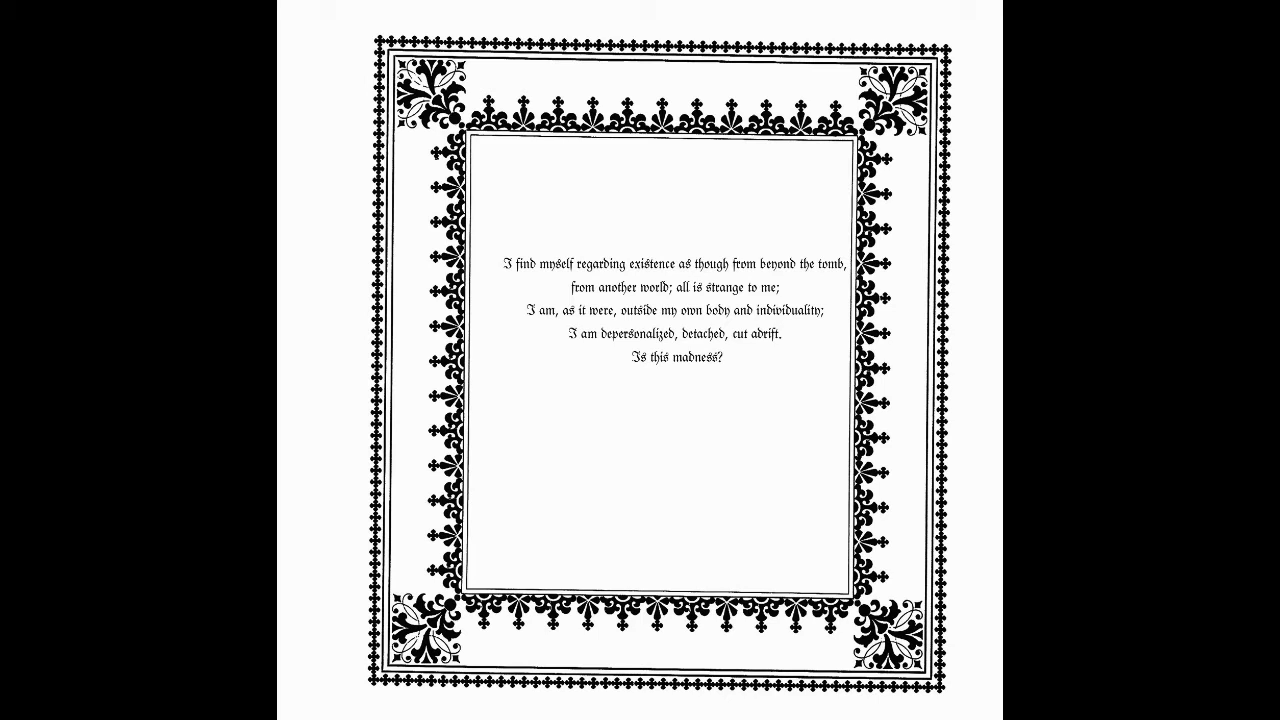 I find myself regarding existence as though from beyond the tomb,
from another world; all is strange to me;
I am, as it were, outside my own body and individuality;
I am depersonalized, detached, cut adrift.
Is this madness?